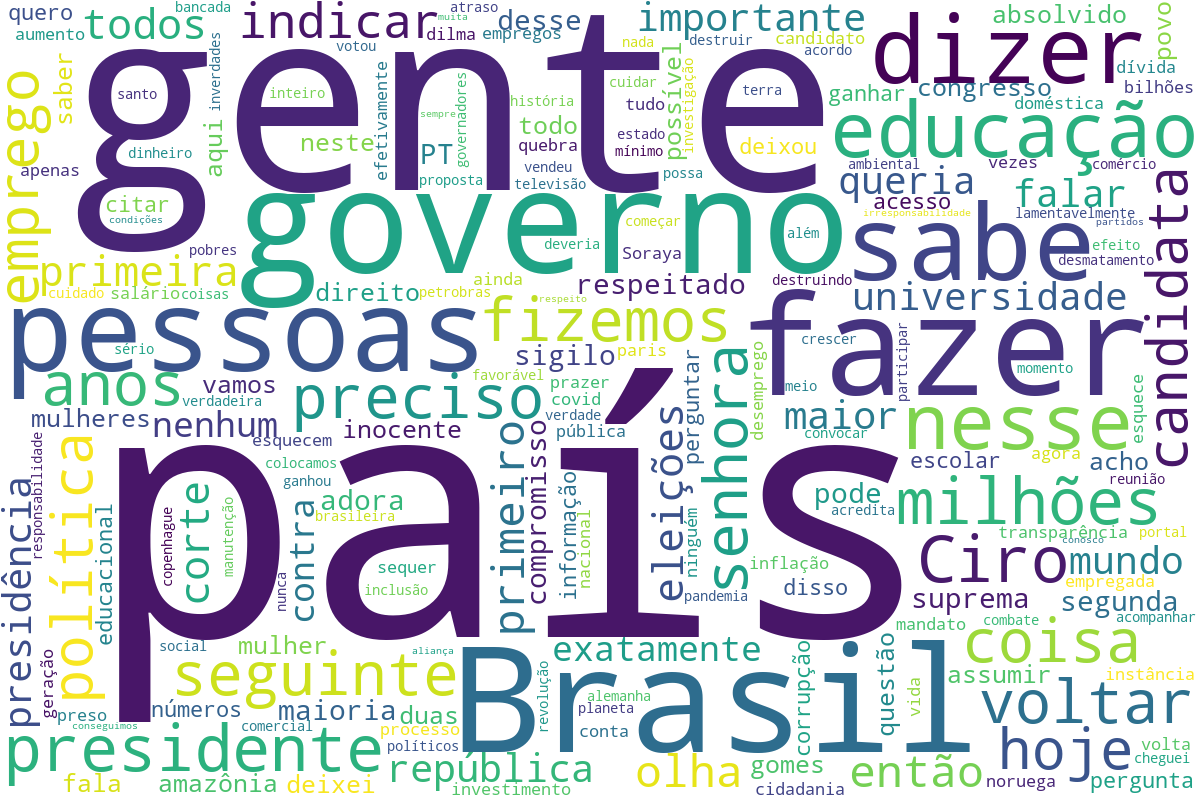 quero
bancada
atraso
muita
aumento
todos
indicar
votou
dilma
desse
empregos
importante
absolvido
povo
nada
destruir
candidato
acordo
dizer
congresso
dívida
bilhões
gente
emprego
saber
santo
inverdades
aqui
inteiro
efetivamente
governadores
história
sempre
tudo
cuidar
possível
investigação
terra
ganhar
doméstica
educação
apenas
dinheiro
neste
PT
todo
quebra
estado
mínimo
deixou
ambiental
vezes
comércio
citar
condições
proposta
vendeu
televisão
possa
queria
acesso
falar
irresponsabilidade
lamentavelmente
partidos
governo
pobres
deveria
começar
além
sabe
efeito
desmatamento
primeira
Soraya
candidata
cuidado
salário
coisas
direito
petrobras
ainda
respeito
respeitado
destruindo
universidade
pessoas
fizemos
fazer
sério
sigilo
paris
crescer
participar
anos
vamos
verdadeira
preciso
favorável
prazer
covid
senhora
desemprego
meio
momento
mulheres
nenhum
inocente
verdade
pública
perguntar
maior
convocar
nesse
esquece
esquecem
escolar
agora
acho
reunião
responsabilidade
política
colocamos
ganhou
país
presidência
corte
adora
brasileira
contra
primeiro
compromisso
informação
eleições
pode
acredita
milhões
educacional
copenhague
manutenção
transparência
portal
conosco
nacional
ninguém
sequer
inclusão
nunca
inflação
pandemia
disso
Ciro
mundo
empregada
suprema
segunda
mandato
combate
acompanhar
social
mulher
aliança
exatamente
coisa
geração
seguinte
Brasil
corrupção
questão
vida
assumir
instância
preso
números
maioria
duas
revolução
alemanha
planeta
voltar
conseguimos
comercial
processo
conta
presidente
políticos
república
olha
gomes
então
hoje
volta
cheguei
fala
amazônia
deixei
investimento
cidadania
noruega
pergunta